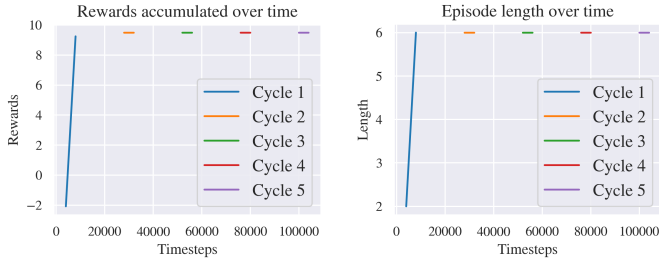 Rewards accumulated over time
10
8
6
4
2
0
−2
Rewards
0 20000 40000 60000 80000 100000
Timesteps
Cycle 1
Cycle 2
Cycle 3
Cycle 4
Cycle 5
Episode length over time
6
5
4
3
2
Length
0 20000 40000 60000 80000 100000
Timesteps
Cycle 1
Cycle 2
Cycle 3
Cycle 4
Cycle 5